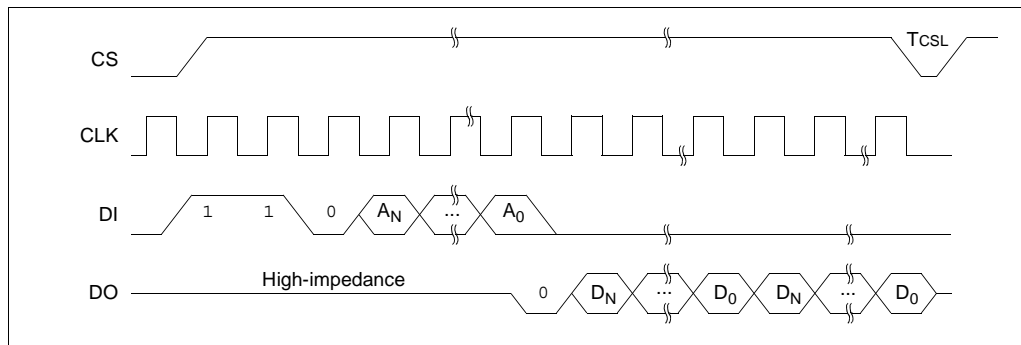 CS TCSL
CLK
DI 1 1 0 AN ... A0
High-impedance
DO 0 DN ... D0 DN ... D0